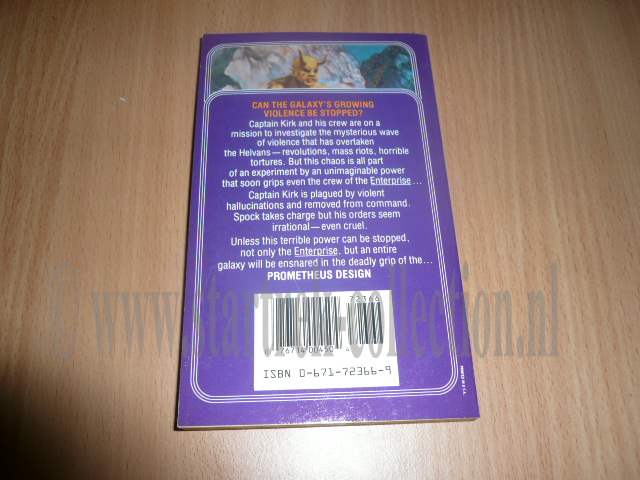 CAN THE GALAXY'S GROWING
VIOLENCE BE STOPPED?
Captain Kirk and his crew are on a
mission to investigate the mysterious wave
of violence that has overtaken
the Helvans—revolutions, mass riots, horrible
tortures. But this chaos is all part
of an experiment by an unimaginable power
that soon grips even the crew of the Enterprise...
Captain Kirk is plagued by violent
hallucinations and removed from command.
Spock takes charge but his orders seem
irrational—even cruel.
Unless this terrible power can be stopped,
not only the Enterprise, but an entire
galaxy will be ensnared in the deadly grip of the...
PROMETHEUS DESIGN
www.startrek-collection.nl
72366
76714 00450 4
ISBN 0-671-72366-9